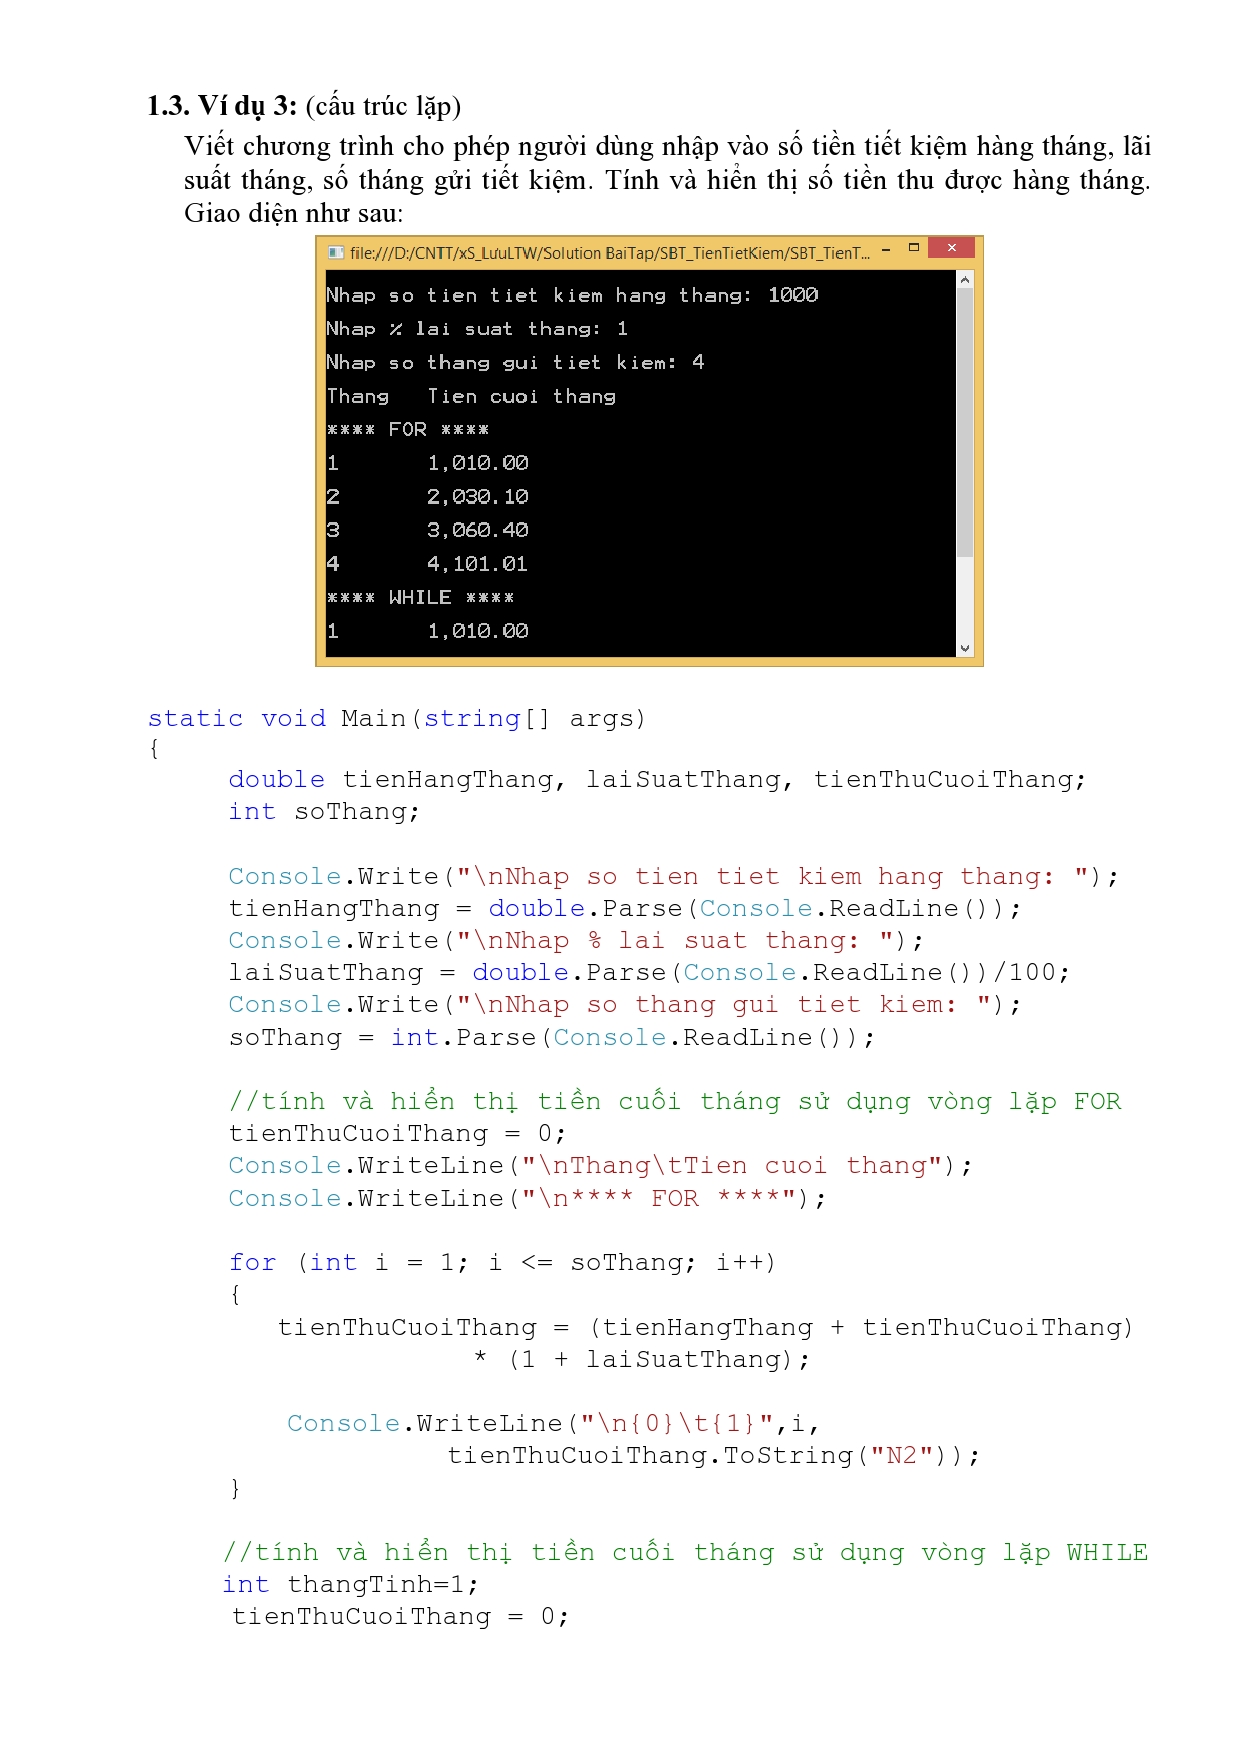 1.3. Ví dụ 3: (cấu trúc lặp)
Viết chương trình cho phép người dùng nhập vào số tiền tiết kiệm hàng tháng, lãi
suất tháng, số tháng gửi tiết kiệm. Tính và hiển thị số tiền thu được hàng tháng.
Giao diện như sau:
file:///D:/CNTT/xS_LưuLTW/Solution BaiTap/SBT_TienTietKiem/SBT_TienT...
Nhap so tien tiet kiem hang thang: 1000
Nhap % lai suat thang: 1
Nhap so thang gui tiet kiem: 4
Thang Tien cuoi thang
**** FOR ****
1 1,010.00
2 2,030.10
3 3,060.40
4 4,101.01
**** WHILE ****
1 1,010.00
static void Main(string[] args)
{
double tienHangThang, laiSuatThang, tienThuCuoiThang;
int soThang;
Console.Write("\nNhap so tien tiet kiem hang thang: ");
tienHangThang = double.Parse(Console.ReadLine());
Console.Write("\nNhap % lai suat thang: ");
laiSuatThang = double.Parse(Console.ReadLine())/100;
Console.Write("\nNhap so thang gui tiet kiem: ");
soThang = int.Parse(Console.ReadLine());
//tính và hiển thị tiền cuối tháng sử dụng vòng lặp FOR
tienThuCuoiThang = 0;
Console.WriteLine("\nThang\tTien cuoi thang");
Console.WriteLine("\n**** FOR ****");
for (int i = 1; i <= soThang; i++)
{
tienThuCuoiThang = (tienHangThang + tienThuCuoiThang)
* (1 + laiSuatThang);
Console.WriteLine("\n{0}\t{1}",i,
tienThuCuoiThang.ToString("N2"));
}
//tính và hiển thị tiền cuối tháng sử dụng vòng lặp WHILE
int thangTinh=1;
tienThuCuoiThang = 0;